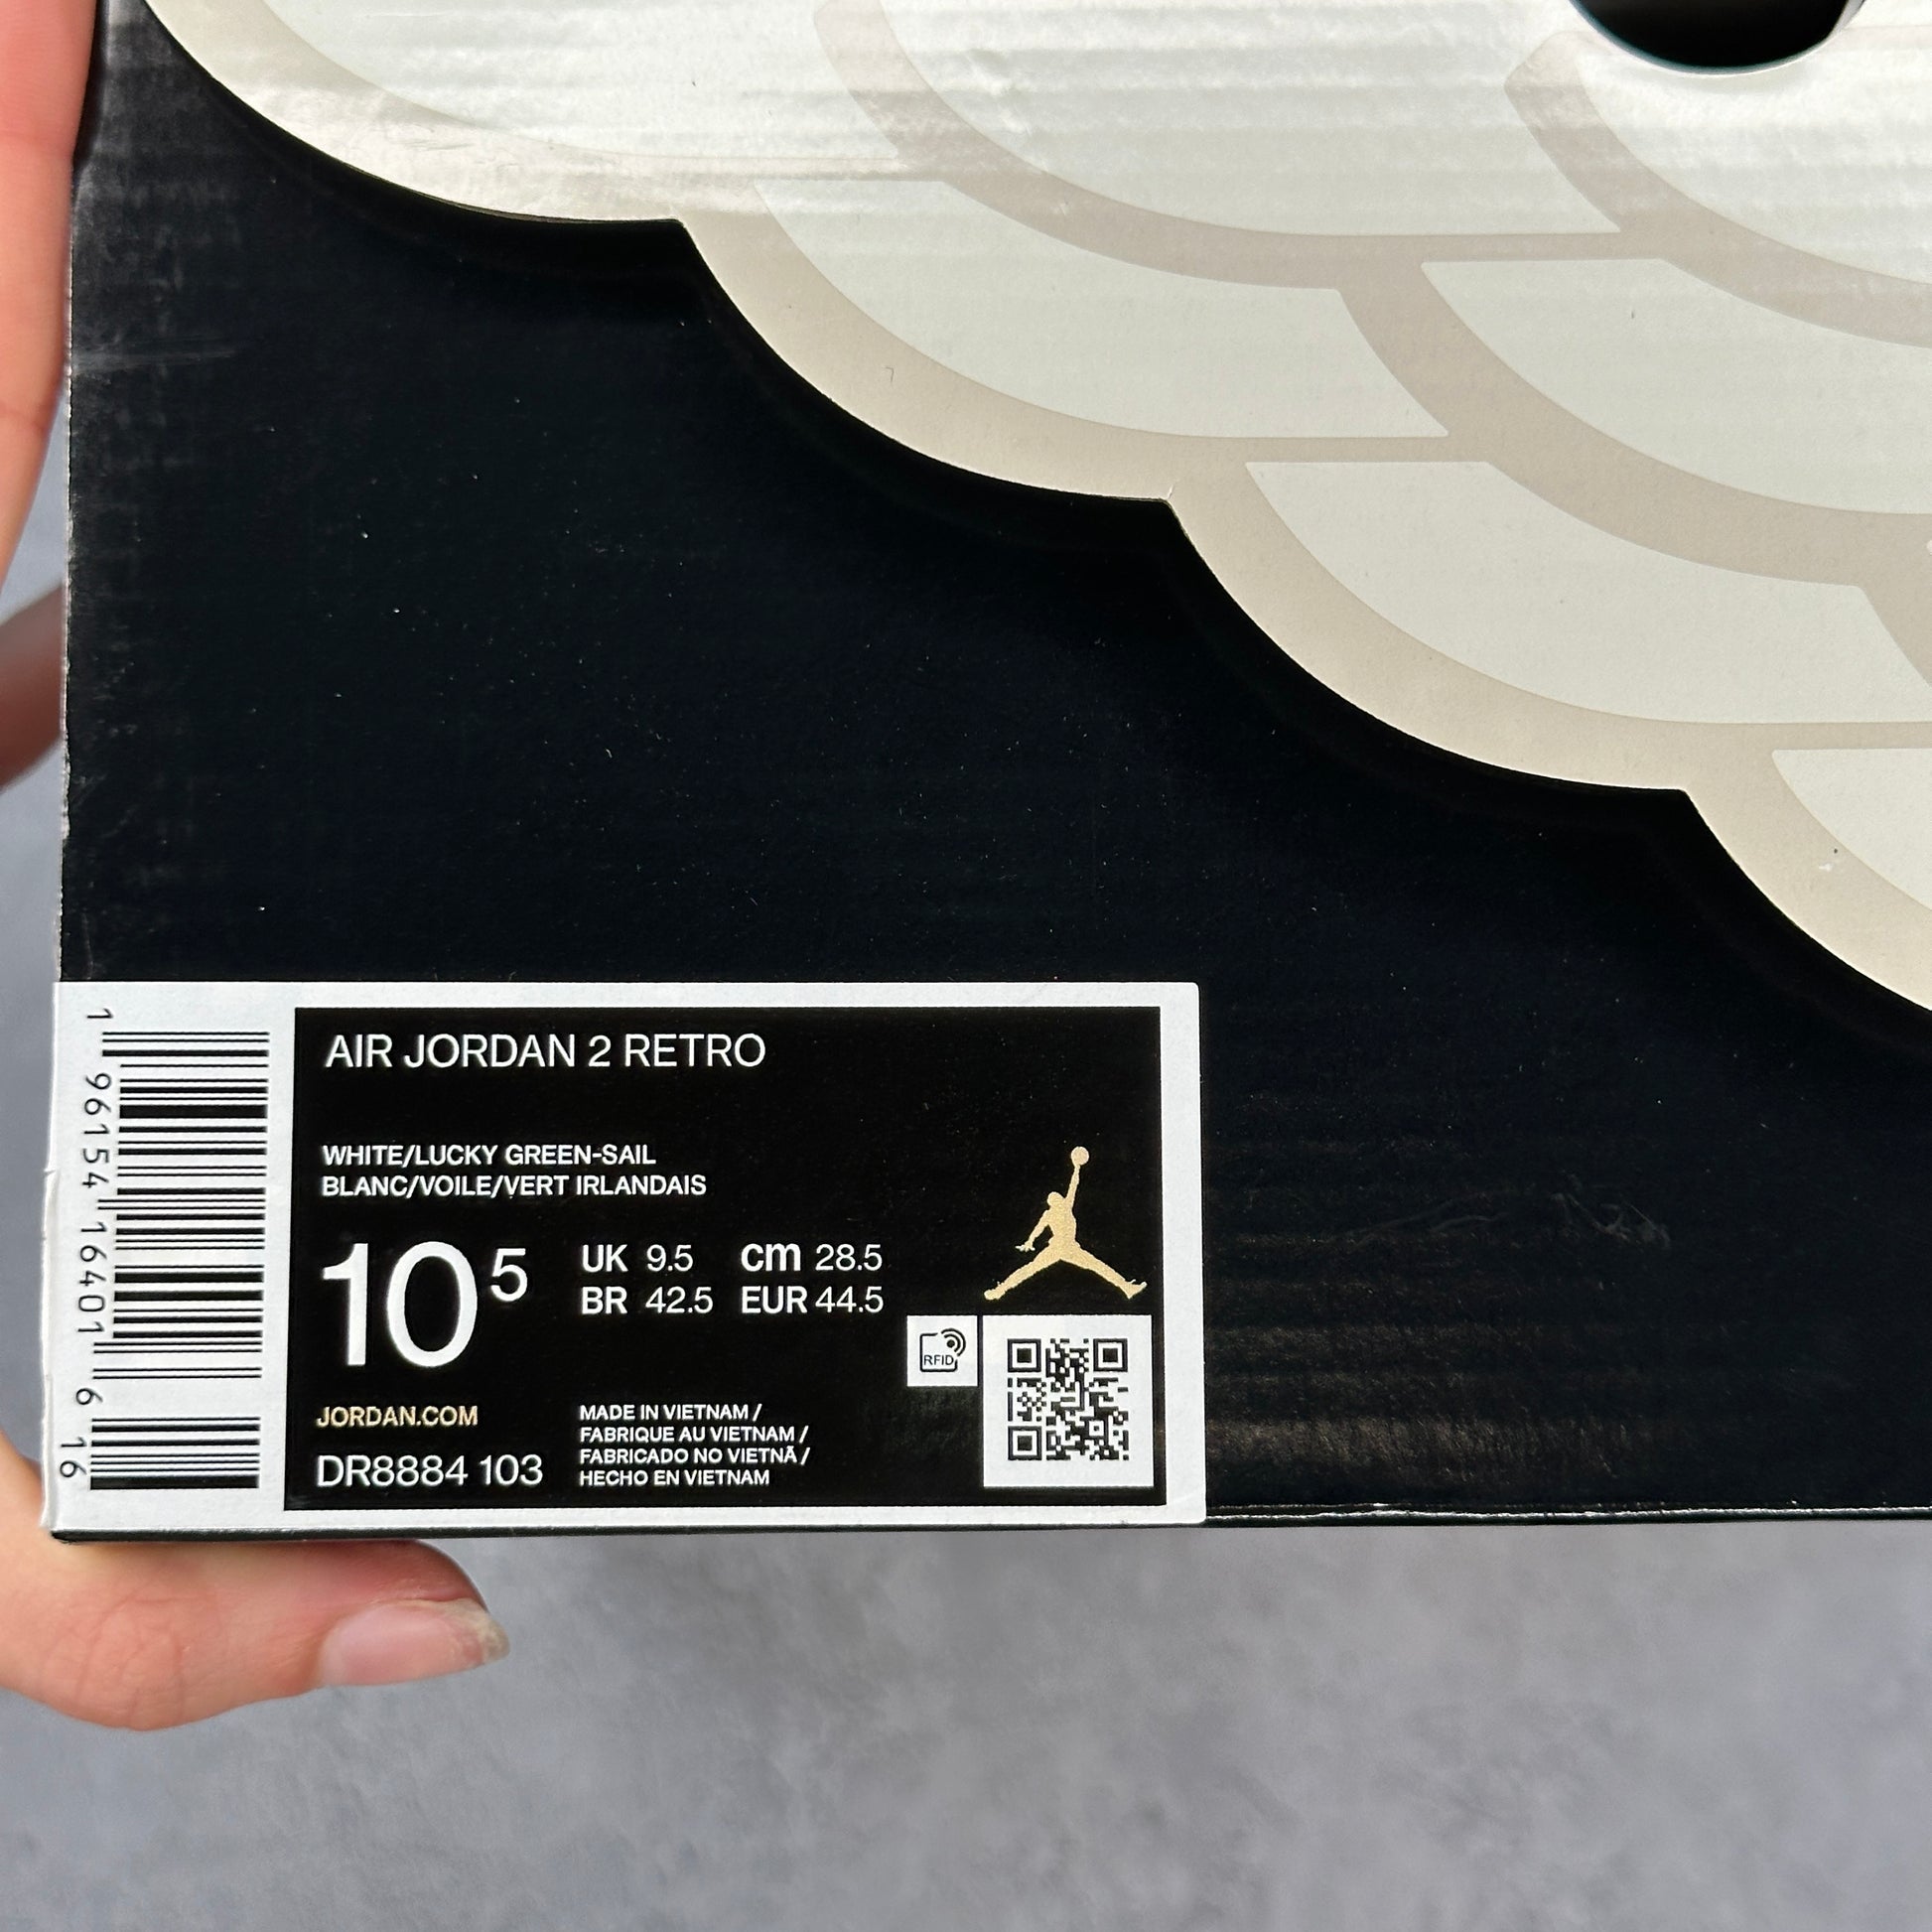 AIR JORDAN 2 RETRO
WHITE/LUCKY GREEN-SAIL
BLANC/VOILE/VERT IRLANDAIS
10 5
UK 9.5 cm 28.5
BR 42.5 EUR 44.5
RFID
JORDAN.COM
DR8884 103
MADE IN VIETNAM /
FABRIQUE AU VIETNAM /
FABRICADO NO VIETNÃ /
HECHO EN VIETNAM
1 96154 16401 6 16